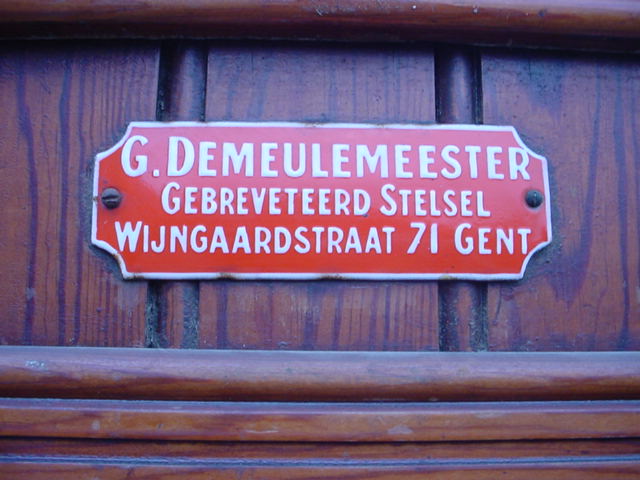 G. DEMEULEMEESTER
GEBREVETEERD STELSEL
WIJNGAARDSTRAAT 71 GENT